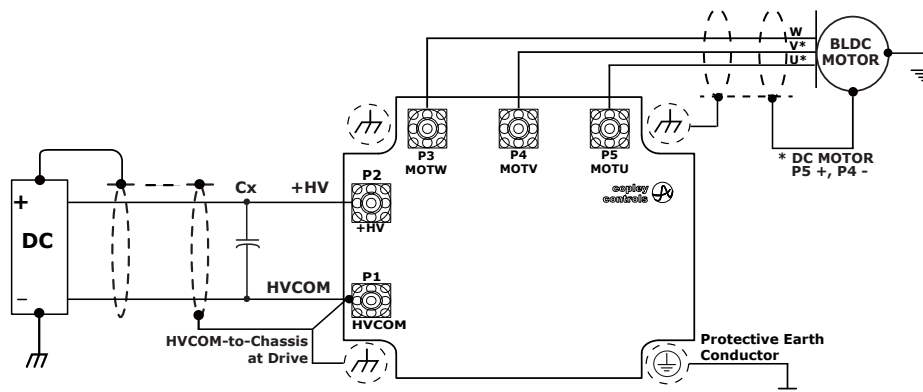 W
V*
U*
BLDC
MOTOR
P3
MOTW
P4
MOTV
P5
MOTU
* DC MOTOR
P5 +, P4 -
copley
controls
Cx
+HV
P2
+HV
+
DC
–
HVCOM
P1
HVCOM
HVCOM-to-Chassis
at Drive
Protective Earth
Conductor